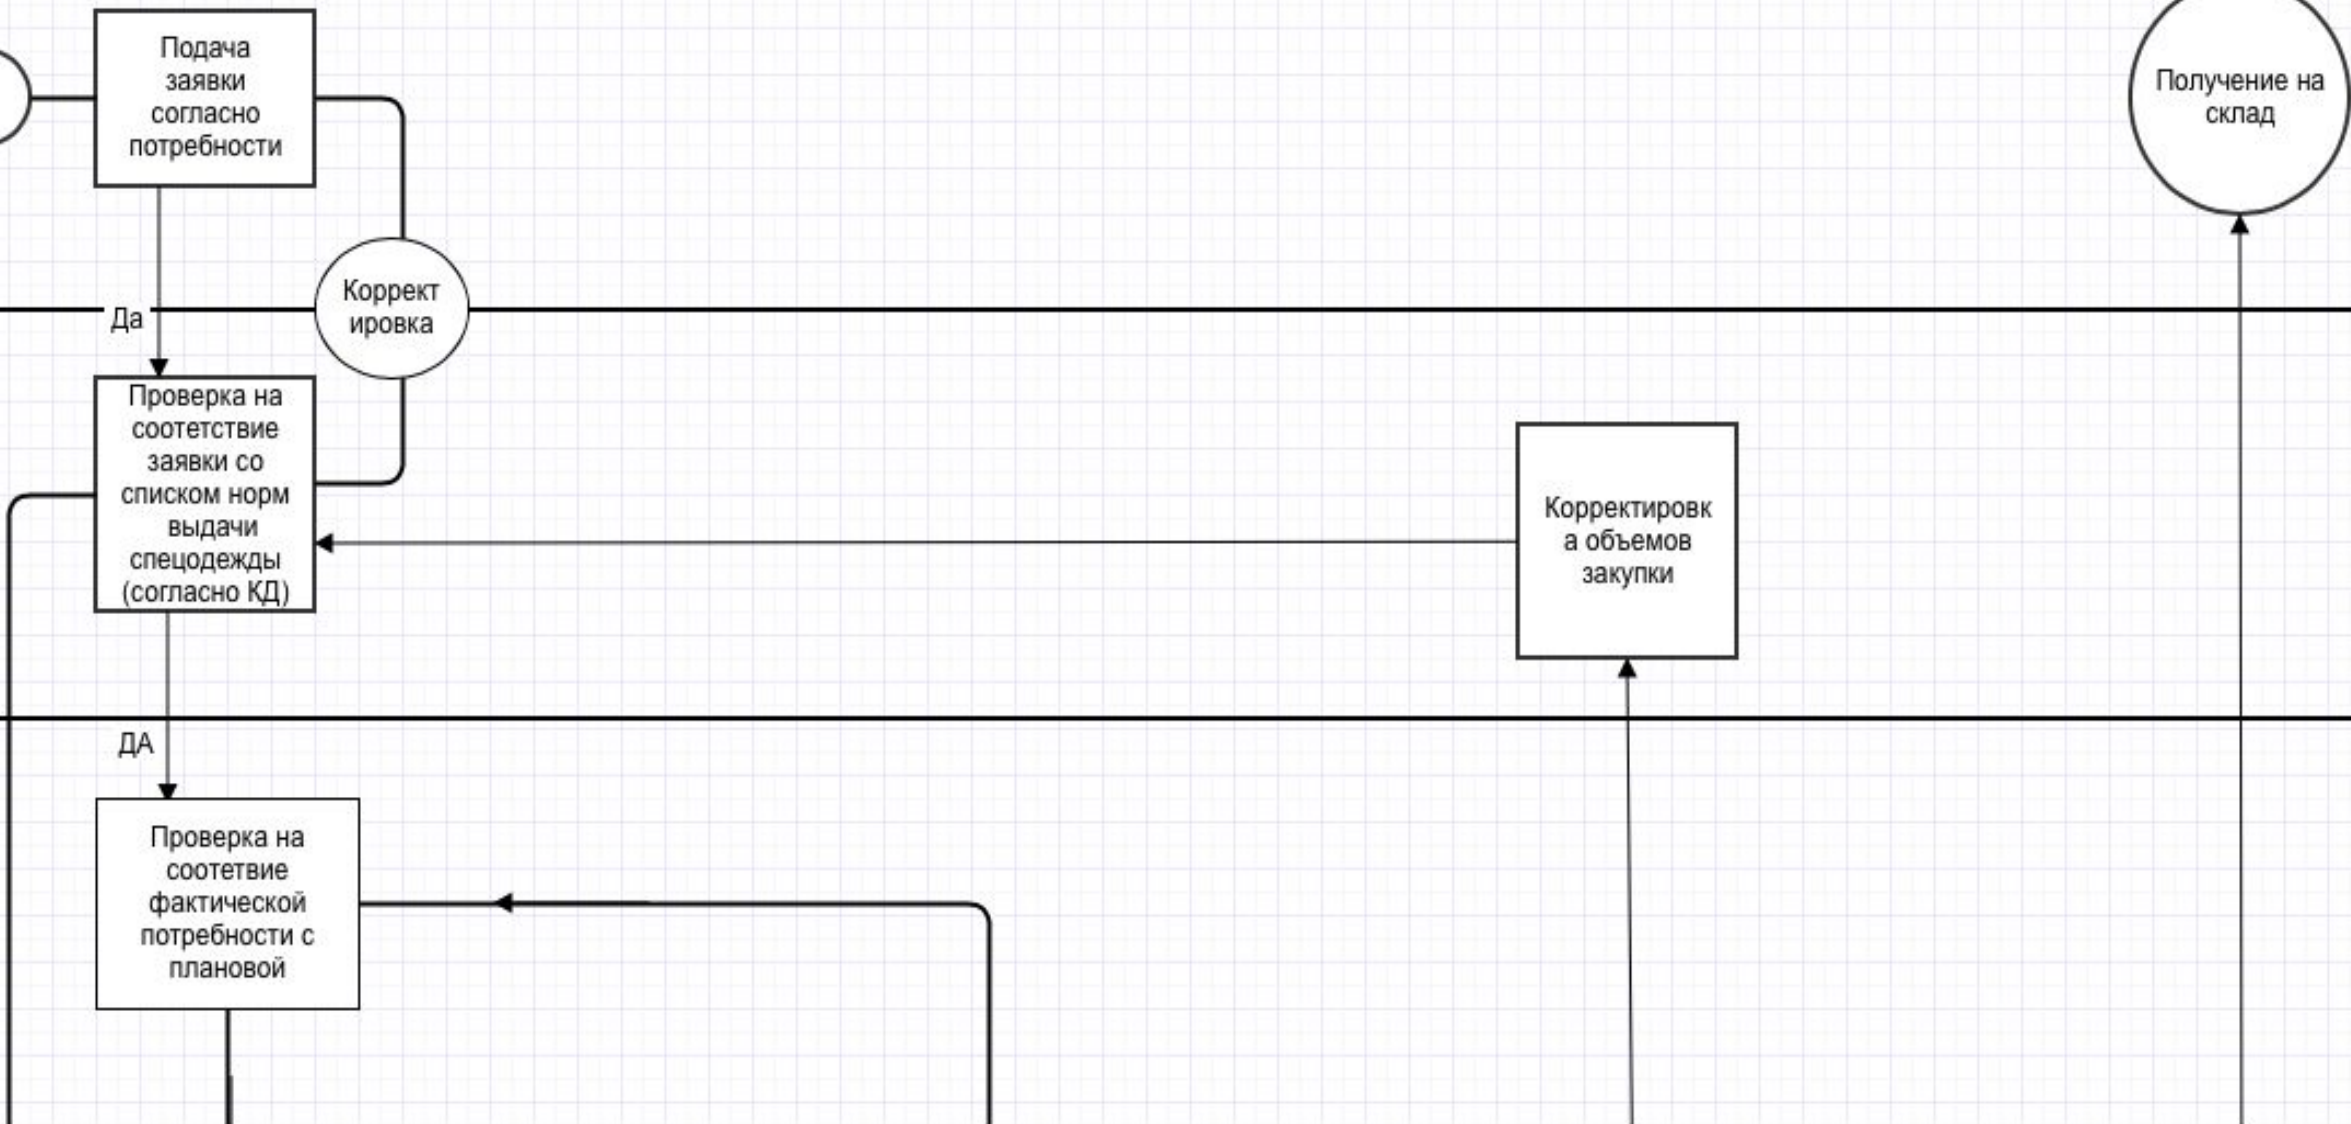 Подача
заявки
согласно
потребности
Получение на
склад
Коррект
ировка
Да
Проверка на
соотетствие
заявки со
списком норм
выдачи
спецодежды
(согласно КД)
Корректировк
а объемов
закупки
ДА
Проверка на
соотетвие
фактической
потребности с
плановой